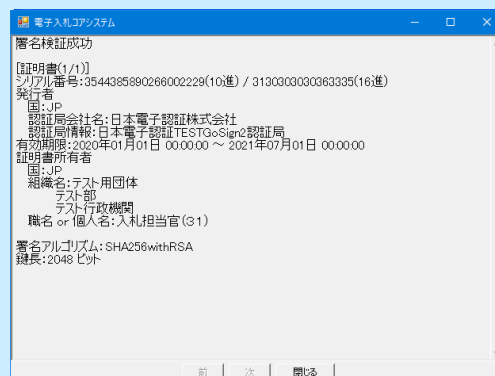 電子入札コアシステム
署名検証成功
[証明書(1/1)]
シリアル番号:3544385890266002229(10進) / 3130303030363335(16進)
発行者
国:JP
認証局会社名:日本電子認証株式会社
認証局情報:日本電子認証TESTGoSign2認証局
有効期限:2020年01月01日 00:00:00 ～ 2021年07月01日 00:00:00
証明書所有者
国:JP
組織名:テスト用団体
テスト部
テスト行政機関
職名 or 個人名:入札担当官(31)
署名アルゴリズム:SHA256withRSA
鍵長:2048 ビット
前 次 閉じる